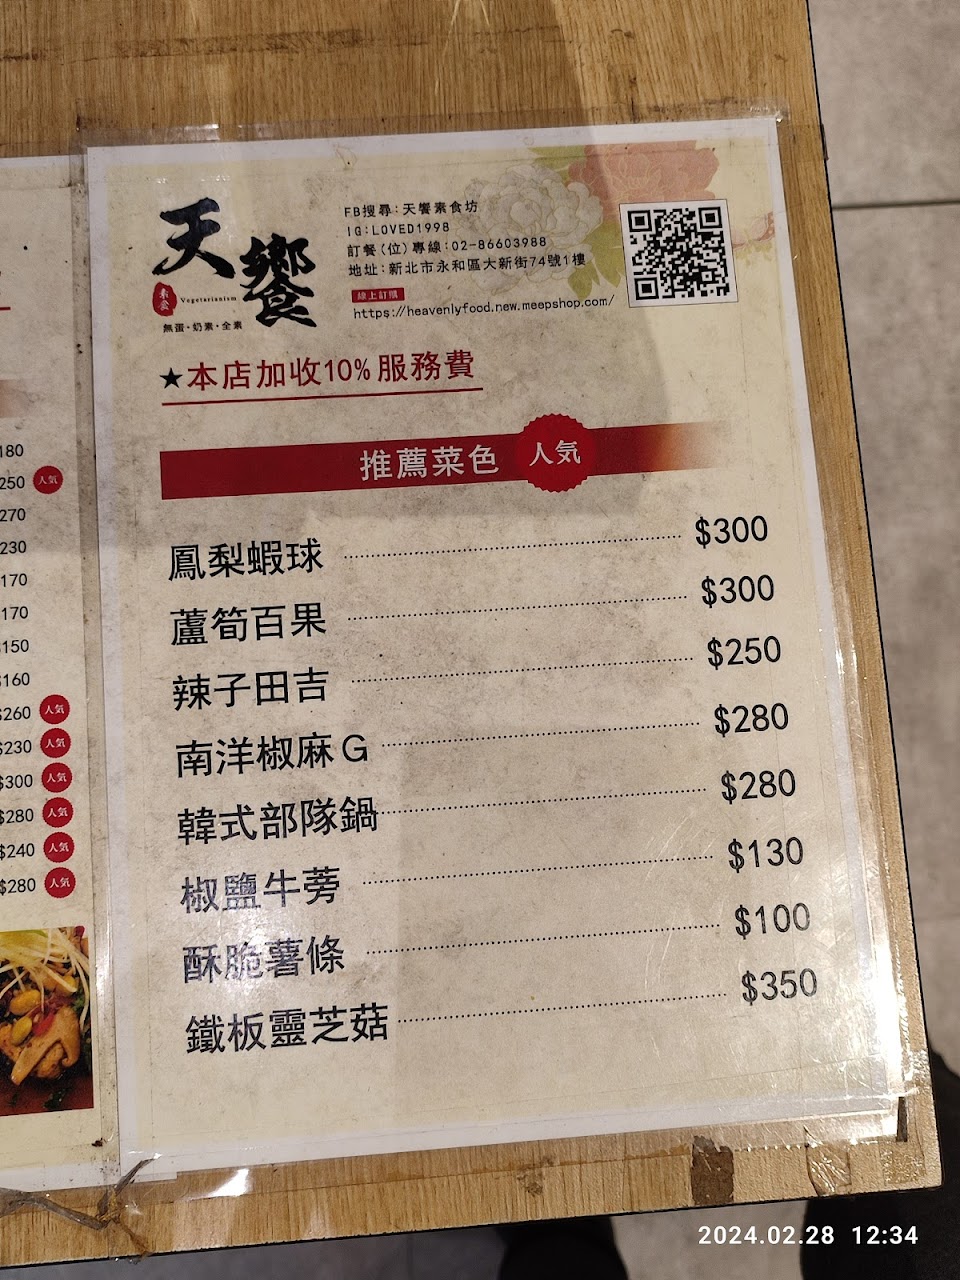 天饗
素食
Vegetarianism
無蛋•奶素•全素
FB搜尋:天饗素食坊
IG:LOVED1998
訂餐(位)專線:02-86603988
地址:新北市永和區大新街74號1樓
線上訂購
https://heavenlyfood.new.meepshop.com/
★本店加收10%服務費
推薦菜色 人気
鳳梨蝦球 $300
蘆筍百果 $300
辣子田吉 $250
南洋椒麻G $280
韓式部隊鍋 $280
椒鹽牛蒡 $130
酥脆薯條 $100
鐵板靈芝菇 $350
180
250 人気
270
230
170
170
150
160
$260 人気
$230 人気
$300 人気
$280 人気
$240 人気
$280 人気
2024.02.28 12:34